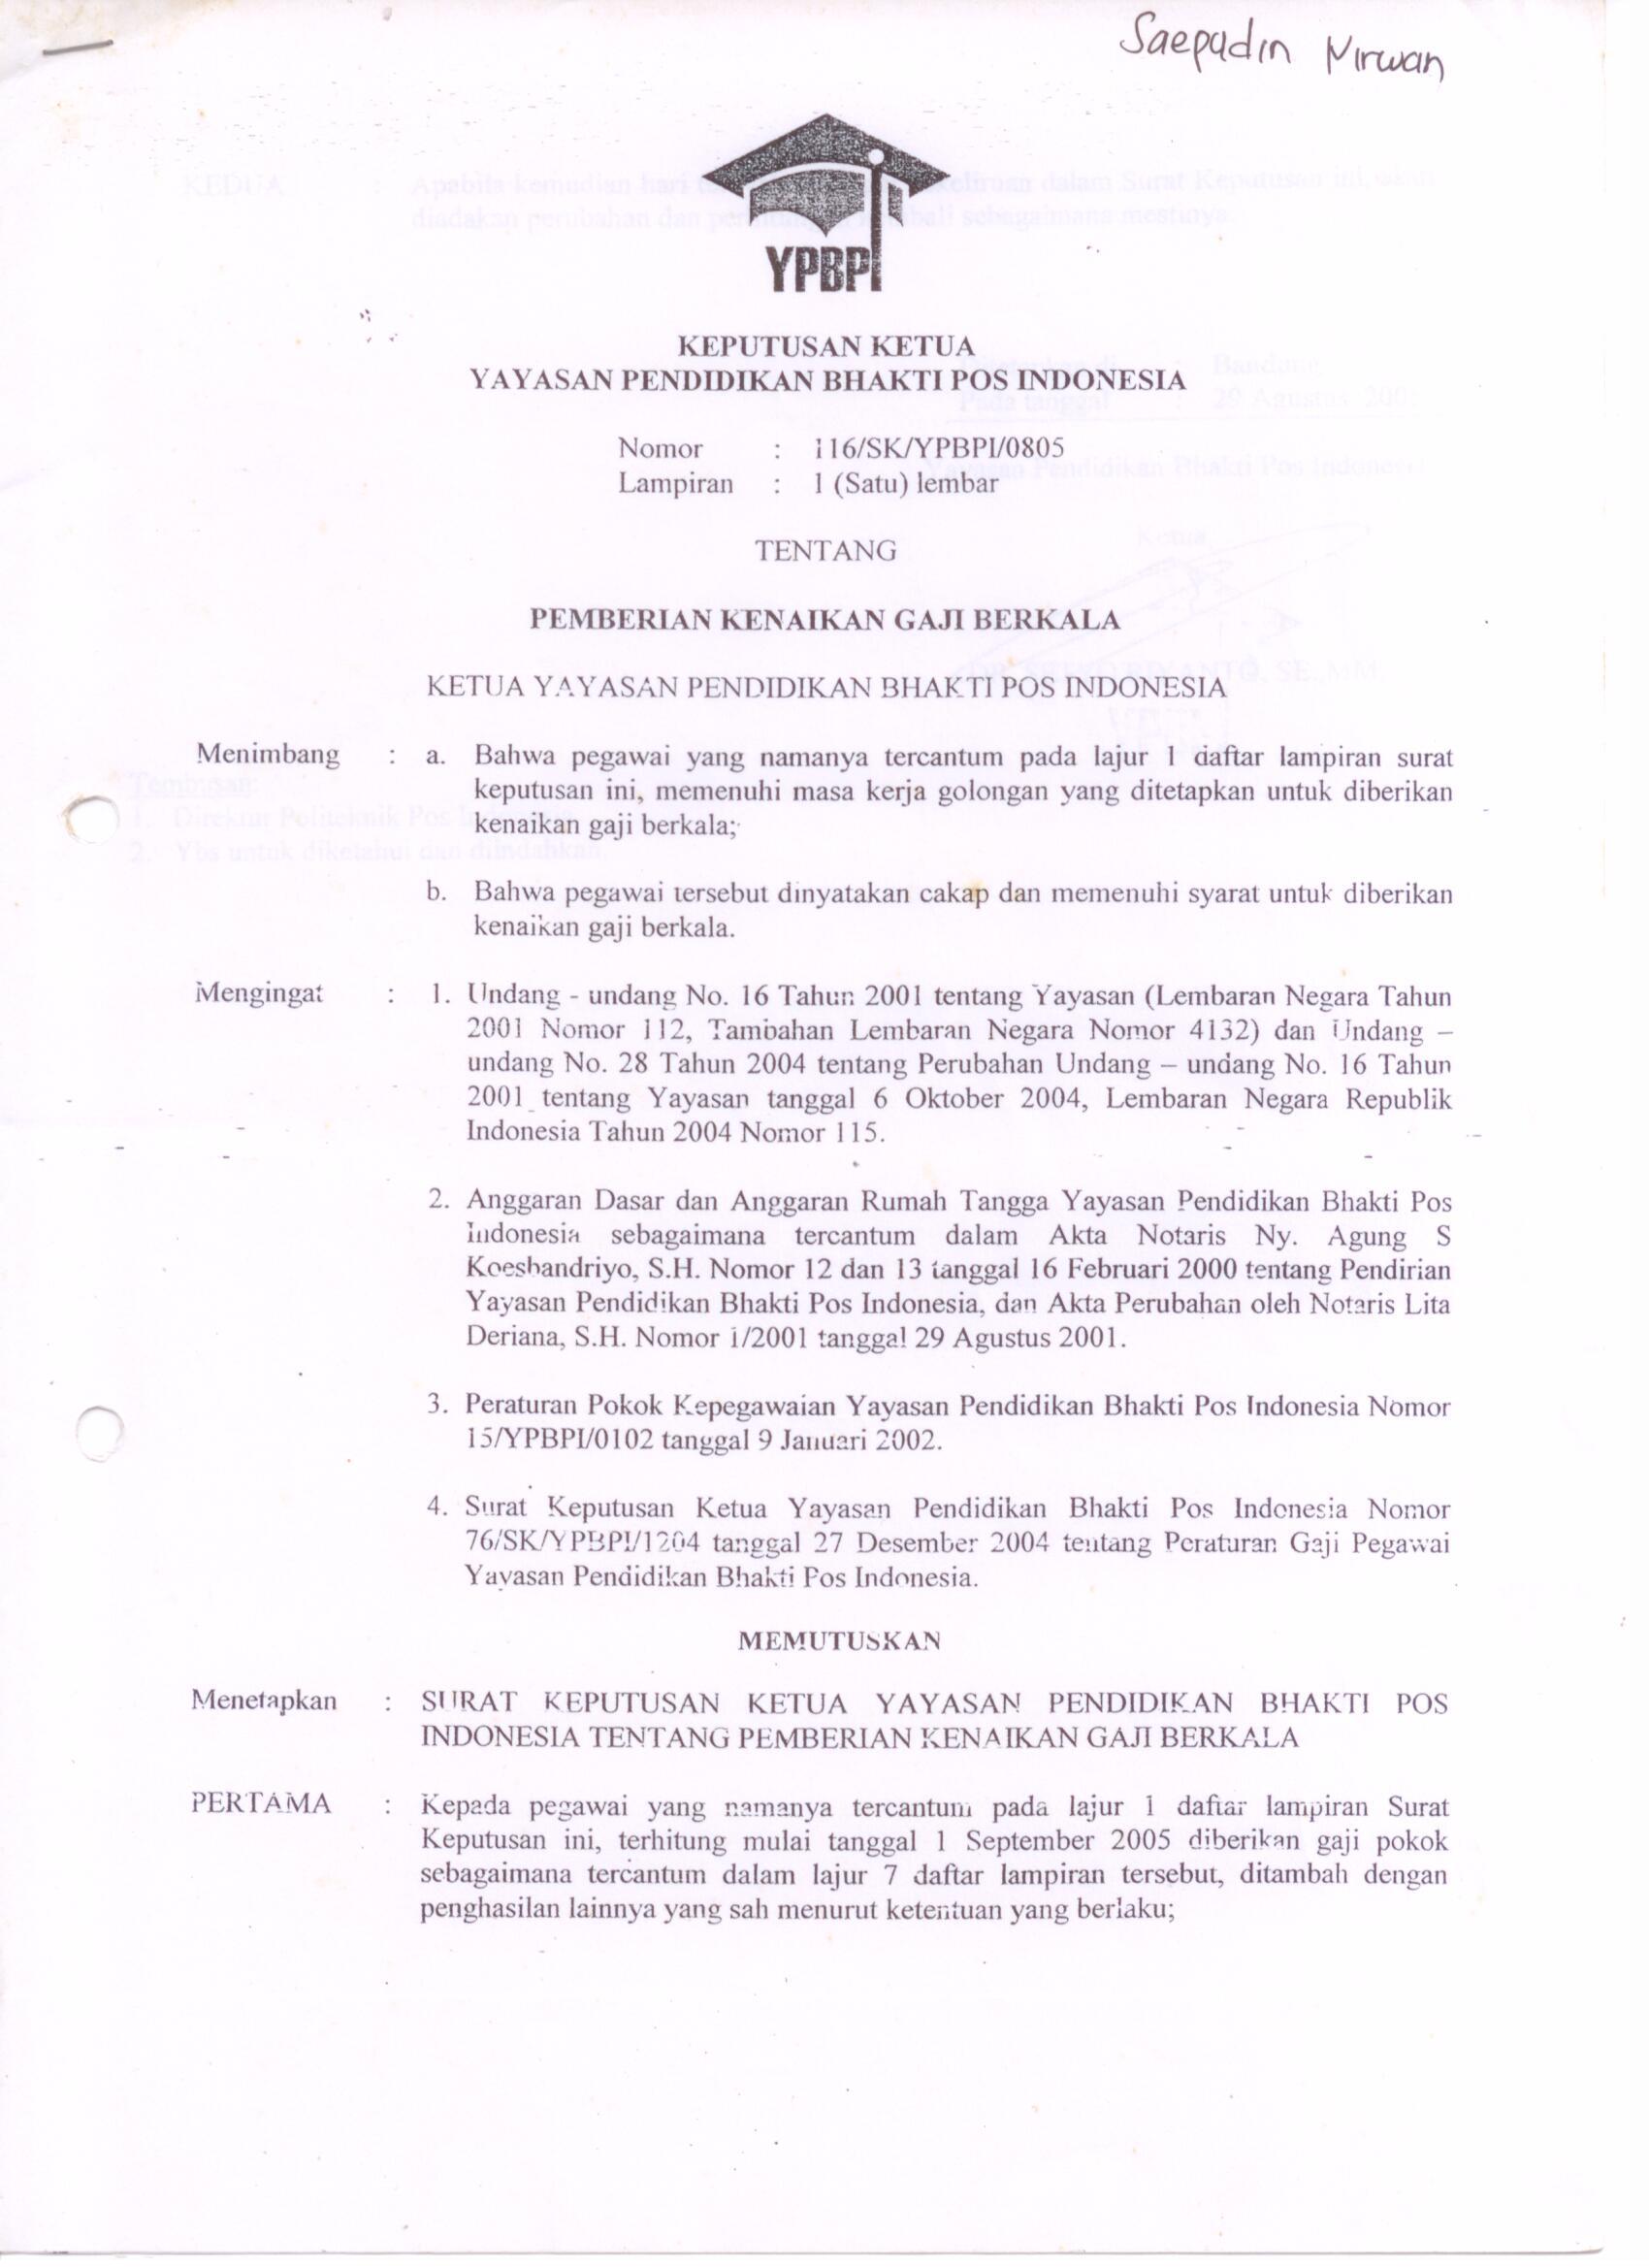 Saepudin Nirwan
YPBPI
KEPUTUSAN KETUA
YAYASAN PENDIDIKAN BHAKTI POS INDONESIA
Nomor : 116/SK/YPBPI/0805
Lampiran : 1 (Satu) lembar
TENTANG
PEMBERIAN KENAIKAN GAJI BERKALA
KETUA YAYASAN PENDIDIKAN BHAKTI POS INDONESIA
Menimbang : a. Bahwa pegawai yang namanya tercantum pada lajur 1 daftar lampiran surat
keputusan ini, memenuhi masa kerja golongan yang ditetapkan untuk diberikan
kenaikan gaji berkala;
b. Bahwa pegawai tersebut dinyatakan cakap dan memenuhi syarat untuk diberikan
kenaikan gaji berkala.
Mengingat : 1. Undang - undang No. 16 Tahun 2001 tentang Yayasan (Lembaran Negara Tahun
2001 Nomor 112, Tambahan Lembaran Negara Nomor 4132) dan Undang –
undang No. 28 Tahun 2004 tentang Perubahan Undang – undang No. 16 Tahun
2001 tentang Yayasan tanggal 6 Oktober 2004, Lembaran Negara Republik
Indonesia Tahun 2004 Nomor 115.
2. Anggaran Dasar dan Anggaran Rumah Tangga Yayasan Pendidikan Bhakti Pos
Indonesia sebagaimana tercantum dalam Akta Notaris Ny. Agung S
Koeshandriyo, S.H. Nomor 12 dan 13 tanggal 16 Februari 2000 tentang Pendirian
Yayasan Pendidikan Bhakti Pos Indonesia, dan Akta Perubahan oleh Notaris Lita
Deriana, S.H. Nomor 1/2001 tanggal 29 Agustus 2001.
3. Peraturan Pokok Kepegawaian Yayasan Pendidikan Bhakti Pos Indonesia Nomor
15/YPBPI/0102 tanggal 9 Januari 2002.
4. Surat Keputusan Ketua Yayasan Pendidikan Bhakti Pos Indonesia Nomor
76/SK/YPBPI/1204 tanggal 27 Desember 2004 tentang Peraturan Gaji Pegawai
Yayasan Pendidikan Bhakti Pos Indonesia.
MEMUTUSKAN
Menetapkan : SURAT KEPUTUSAN KETUA YAYASAN PENDIDIKAN BHAKTI POS
INDONESIA TENTANG PEMBERIAN KENAIKAN GAJI BERKALA
PERTAMA : Kepada pegawai yang namanya tercantum pada lajur 1 daftar lampiran Surat
Keputusan ini, terhitung mulai tanggal 1 September 2005 diberikan gaji pokok
sebagaimana tercantum dalam lajur 7 daftar lampiran tersebut, ditambah dengan
penghasilan lainnya yang sah menurut ketentuan yang berlaku;